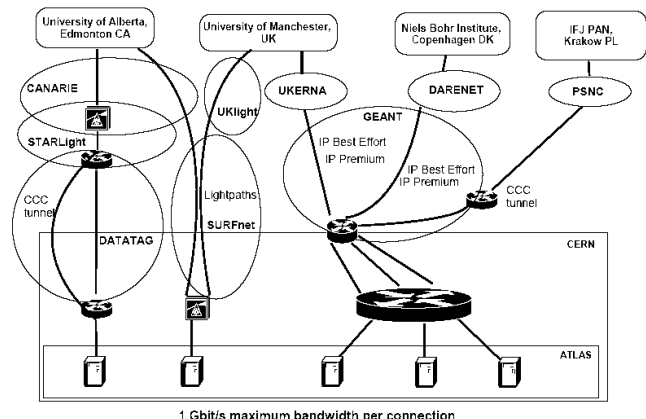 University of Alberta,
Edmonton CA
University of Manchester,
UK
Niels Bohr Institute,
Copenhagen DK
IFJ PAN,
Krakow PL
CANARIE
UKlight
UKERNA
DARENET
PSNC
GEANT
STARLight
IP Best Effort
IP Premium
IP Best Effort
IP Premium
CCC
tunnel
Lightpaths
SURFnet
CCC
tunnel
DATATAG
CERN
ATLAS
1 Gbit/s maximum bandwidth per connection